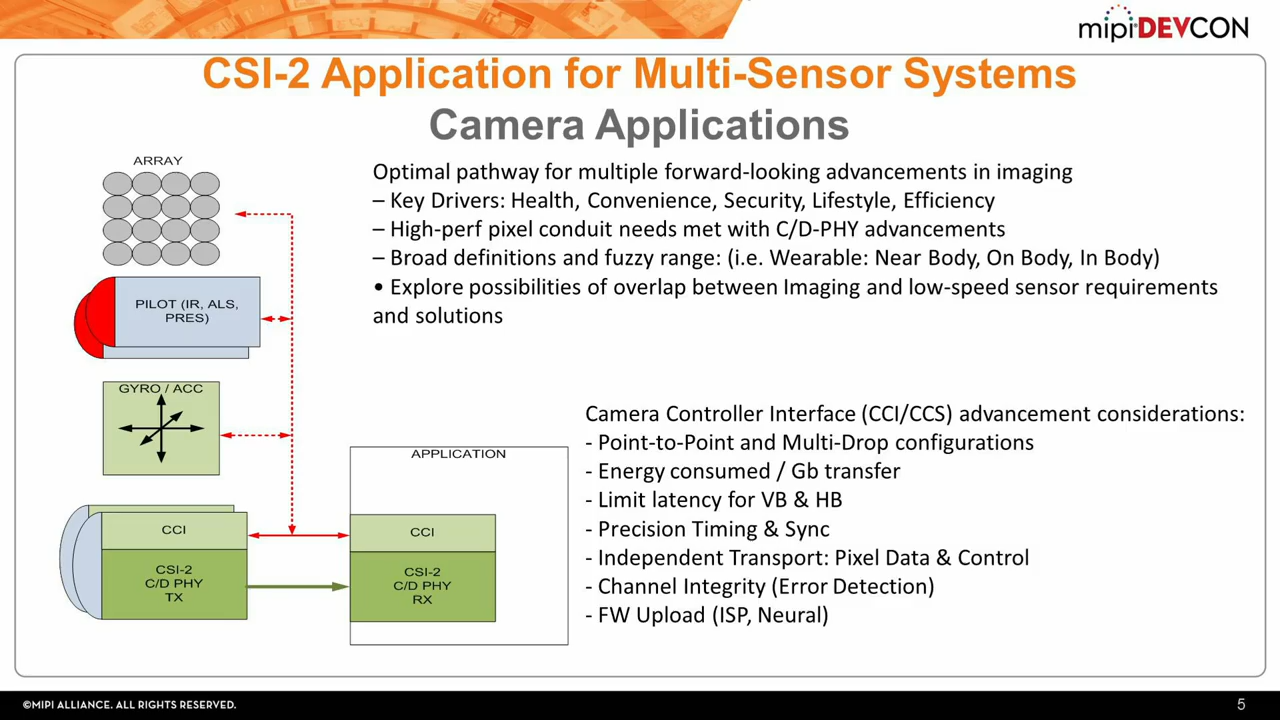 mipi DEVCON
CSI-2 Application for Multi-Sensor Systems
Camera Applications
ARRAY
PILOT (IR, ALS,
PRES)
GYRO / ACC
CCI
CSI-2
C/D PHY
TX
APPLICATION
CCI
CSI-2
C/D PHY
RX
Optimal pathway for multiple forward-looking advancements in imaging
– Key Drivers: Health, Convenience, Security, Lifestyle, Efficiency
– High-perf pixel conduit needs met with C/D-PHY advancements
– Broad definitions and fuzzy range: (i.e. Wearable: Near Body, On Body, In Body)
• Explore possibilities of overlap between Imaging and low-speed sensor requirements
and solutions
Camera Controller Interface (CCI/CCS) advancement considerations:
- Point-to-Point and Multi-Drop configurations
- Energy consumed / Gb transfer
- Limit latency for VB & HB
- Precision Timing & Sync
- Independent Transport: Pixel Data & Control
- Channel Integrity (Error Detection)
- FW Upload (ISP, Neural)
©MIPI ALLIANCE. ALL RIGHTS RESERVED.
5